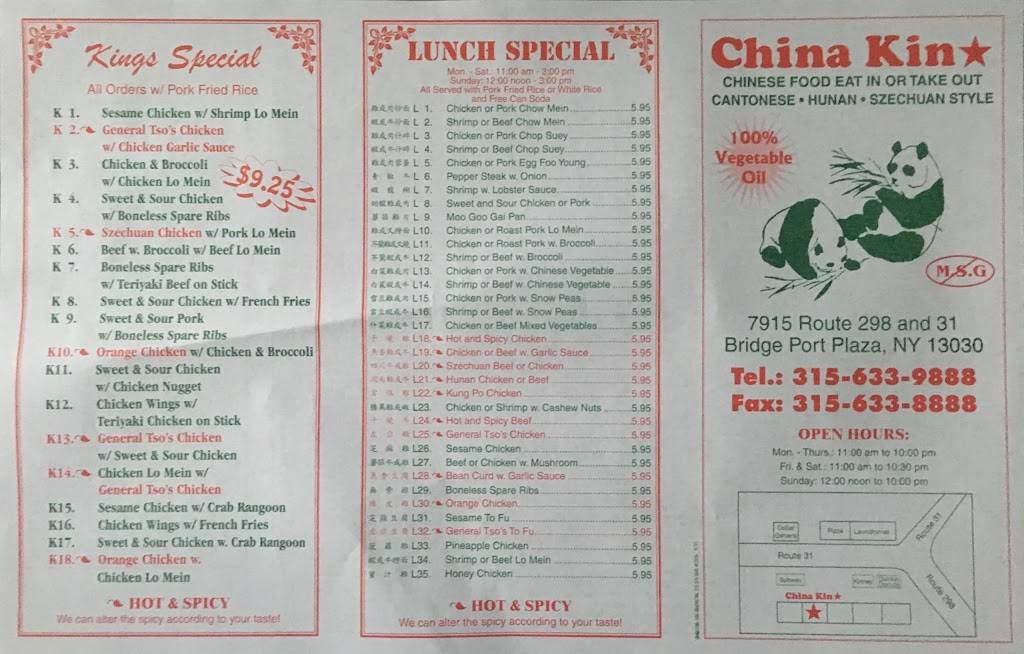 Kings Special
All Orders w/ Pork Fried Rice
K 1. Sesame Chicken w/ Shrimp Lo Mein
K 2. General Tso's Chicken
w/ Chicken Garlic Sauce
K 3. Chicken & Broccoli
w/ Chicken Lo Mein
$9.25
K 4. Sweet & Sour Chicken
w/ Boneless Spare Ribs
K 5. Szechuan Chicken w/ Pork Lo Mein
K 6. Beef w. Broccoli w/ Beef Lo Mein
K 7. Boneless Spare Ribs
w/ Teriyaki Beef on Stick
K 8. Sweet & Sour Chicken w/ French Fries
K 9. Sweet & Sour Pork
w/ Boneless Spare Ribs
K10. Orange Chicken w/ Chicken & Broccoli
K11. Sweet & Sour Chicken
w/ Chicken Nugget
K12. Chicken Wings w/
Teriyaki Chicken on Stick
K13. General Tso's Chicken
w/ Sweet & Sour Chicken
K14. Chicken Lo Mein w/
General Tso's Chicken
K15. Sesame Chicken w/ Crab Rangoon
K16. Chicken Wings w/ French Fries
K17. Sweet & Sour Chicken w. Crab Rangoon
K18. Orange Chicken w.
Chicken Lo Mein
HOT & SPICY
We can alter the spicy according to your taste!
LUNCH SPECIAL
Mon. - Sat.: 11:00 am - 3:00 pm
Sunday: 12:00 noon - 3:00 pm
All Served with Pork Fried Rice or White Rice
and Free Can Soda
L 1. Chicken or Pork Chow Mein 5.95
L 2. Shrimp or Beef Chow Mein 5.95
L 3. Chicken or Pork Chop Suey 5.95
L 4. Shrimp or Beef Chop Suey 5.95
L 5. Chicken or Pork Egg Foo Young 5.95
L 6. Pepper Steak w. Onion 5.95
L 7. Shrimp w. Lobster Sauce 5.95
L 8. Sweet and Sour Chicken or Pork 5.95
L 9. Moo Goo Gai Pan 5.95
L10. Chicken or Roast Pork Lo Mein 5.95
L11. Chicken or Roast Pork w. Broccoli 5.95
L12. Shrimp or Beef w. Broccoli 5.95
L13. Chicken or Pork w. Chinese Vegetable 5.95
L14. Shrimp or Beef w. Chinese Vegetable 5.95
L15. Chicken or Pork w. Snow Peas 5.95
L16. Shrimp or Beef w. Snow Peas 5.95
L17. Chicken or Beef Mixed Vegetables 5.95
L18. Hot and Spicy Chicken 5.95
L19. Chicken or Beef w. Garlic Sauce 5.95
L20. Szechuan Beef or Chicken 5.95
L21. Hunan Chicken or Beef 5.95
L22. Kung Po Chicken 5.95
L23. Chicken or Shrimp w. Cashew Nuts 5.95
L24. Hot and Spicy Beef 5.95
L25. General Tso's Chicken 5.95
L26. Sesame Chicken 5.95
L27. Beef or Chicken w. Mushroom 5.95
L28. Bean Curd w. Garlic Sauce 5.95
L29. Boneless Spare Ribs 5.95
L30. Orange Chicken 5.95
L31. Sesame To Fu 5.95
L32. General Tso's To Fu 5.95
L33. Pineapple Chicken 5.95
L34. Shrimp or Beef Lo Mein 5.95
L35. Honey Chicken 5.95
HOT & SPICY
We can alter the spicy according to your taste!
China Kin★
CHINESE FOOD EAT IN OR TAKE OUT
CANTONESE • HUNAN • SZECHUAN STYLE
100%
Vegetable
Oil
M.S.G
7915 Route 298 and 31
Bridge Port Plaza, NY 13030
Tel.: 315-633-9888
Fax: 315-633-8888
OPEN HOURS:
Mon. - Thurs.: 11:00 am to 10:00 pm
Fri. & Sat.: 11:00 am to 10:30 pm
Sunday: 12:00 noon to 10:00 pm
Dollar
General
Pizza
Laundromat
Route 31
Route 31
Subway
Kinney
Route 298
China Kin★